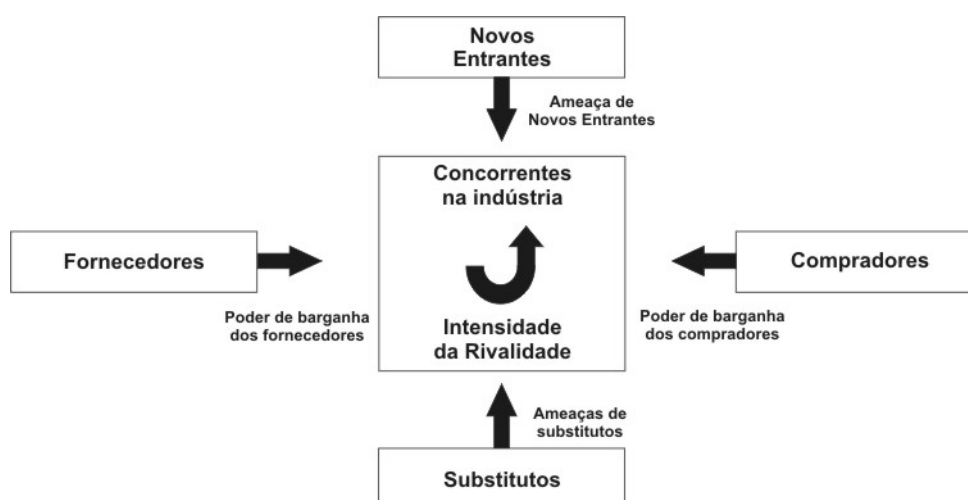 Novos
Entrantes
Ameaça de
Novos Entrantes
Concorrentes
na indústria
Fornecedores
Compradores
Poder de barganha
dos fornecedores
Intensidade
da Rivalidade
Poder de barganha
dos compradores
Ameaças de
substitutos
Substitutos